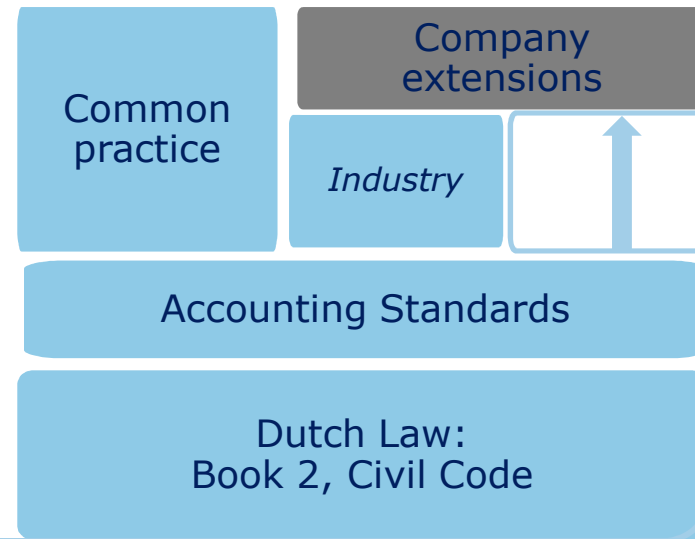 Common
practice
Company
extensions
Industry
Accounting Standards
Dutch Law:
Book 2, Civil Code